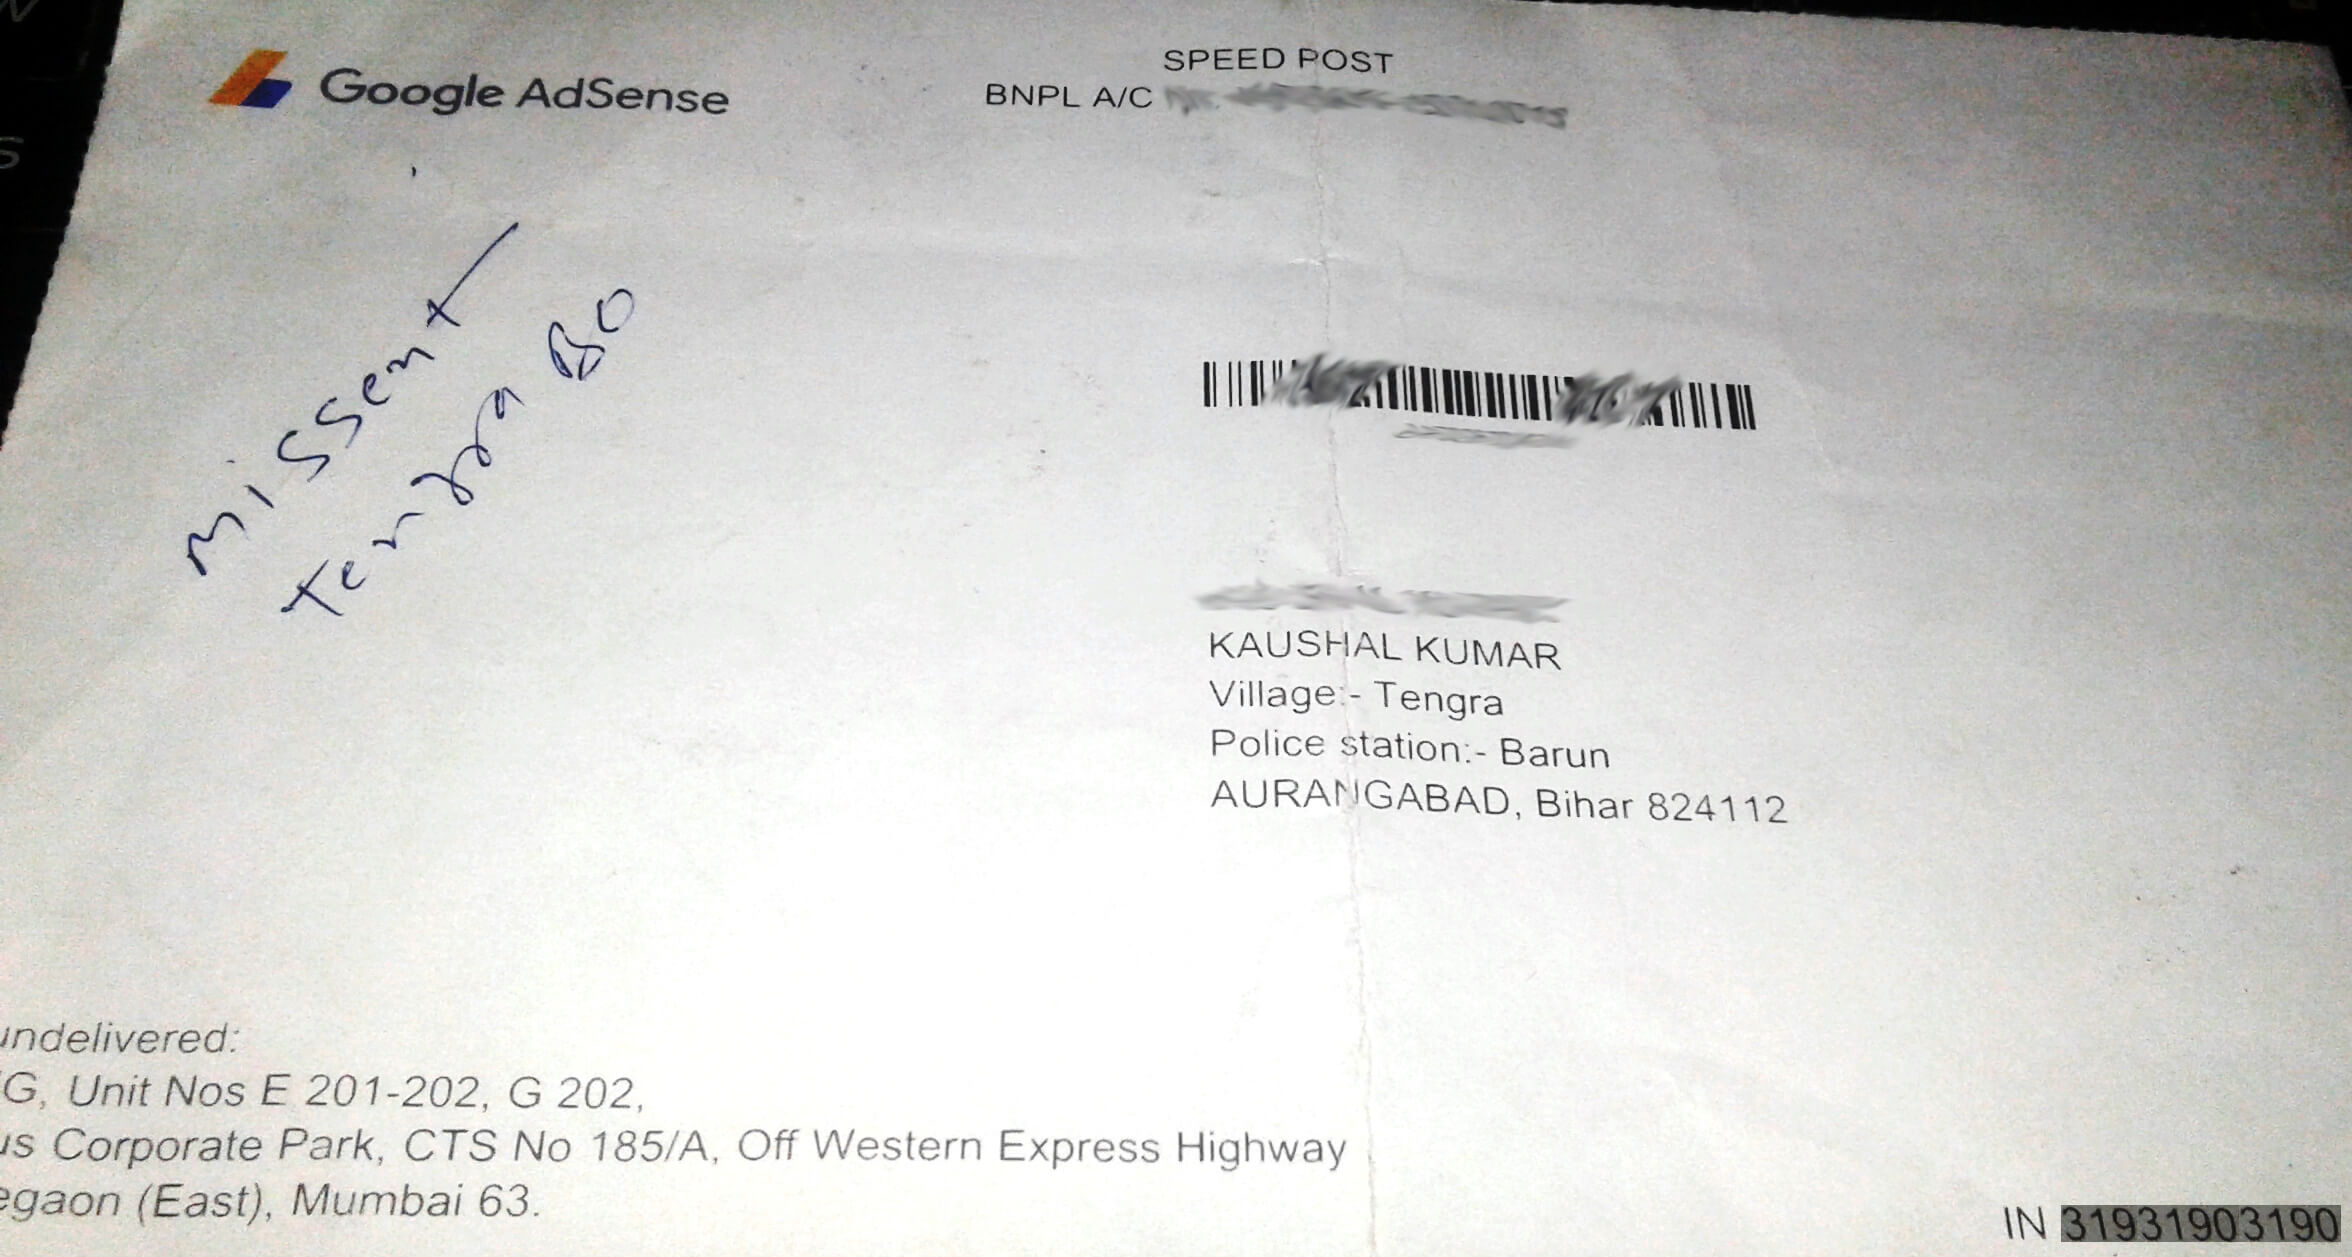 Google AdSense
SPEED POST
BNPL A/C
Missent
Tengra BO
KAUSHAL KUMAR
Village:- Tengra
Police station:- Barun
AURANGABAD, Bihar 824112
undelivered:
G, Unit Nos E 201-202, G 202,
us Corporate Park, CTS No 185/A, Off Western Express Highway
egaon (East), Mumbai 63.
IN 31931903190